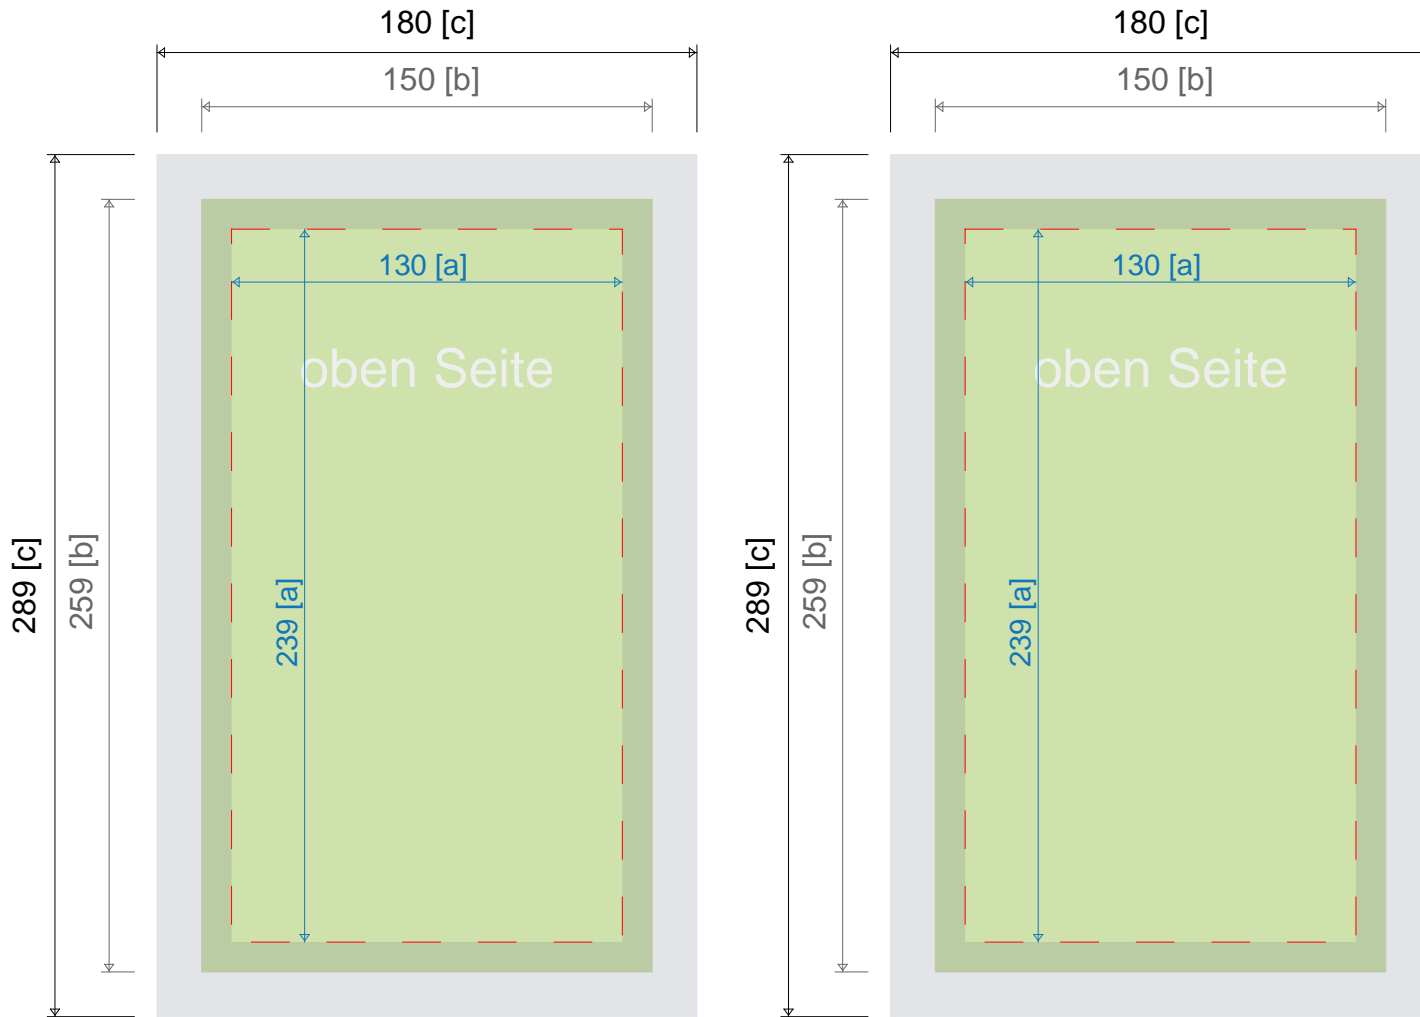 180 [c]
150 [b]
130 [a]
oben Seite
289 [c]
259 [b]
239 [a]
180 [c]
150 [b]
130 [a]
oben Seite
289 [c]
259 [b]
239 [a]